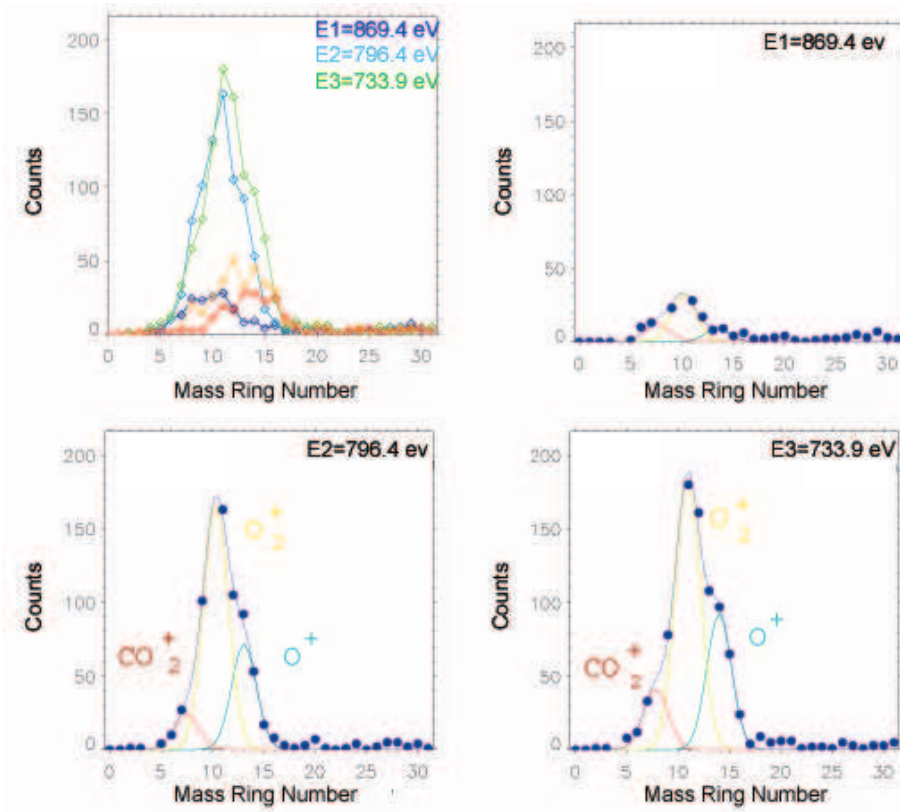 E1=869.4 eV
E2=796.4 eV
E3=733.9 eV
200
150
100
50
0
Counts
0 5 10 15 20 25 30
Mass Ring Number
E1=869.4 ev
200
150
100
50
0
Counts
0 5 10 15 20 25 30
Mass Ring Number
E2=796.4 ev
200
150
100
50
0
Counts
CO₂⁺
O₂⁺
O⁺
0 5 10 15 20 25 30
Mass Ring Number
E3=733.9 eV
200
150
100
50
0
Counts
CO₂⁺
O₂⁺
O⁺
0 5 10 15 20 25 30
Mass Ring Number